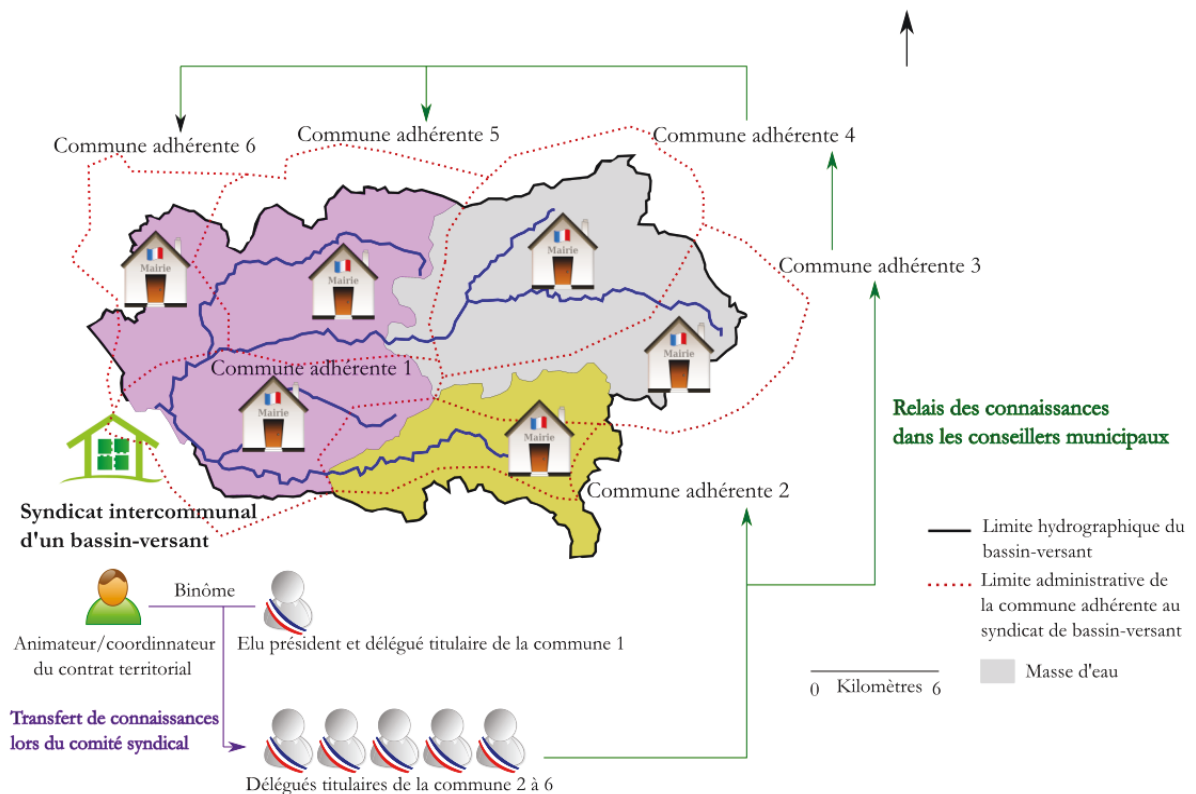 Commune adhérente 6
Commune adhérente 5
Commune adhérente 4
Commune adhérente 3
Mairie
Mairie
Mairie
Mairie
Commune adhérente 1
Mairie
Mairie
Commune adhérente 2
Relais des connaissances
dans les conseillers municipaux
Syndicat intercommunal
d'un bassin-versant
Limite hydrographique du
bassin-versant
Limite administrative de
la commune adhérente au
syndicat de bassin-versant
Masse d'eau
0 Kilomètres 6
Binôme
Animateur/coordinnateur
du contrat territorial
Elu président et délégué titulaire de la commune 1
Transfert de connaissances
lors du comité syndical
Délégués titulaires de la commune 2 à 6